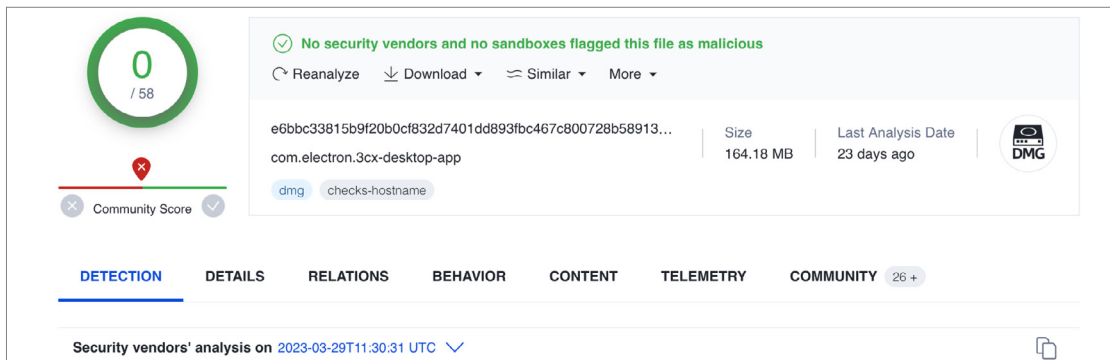 0
/ 58
Community Score
No security vendors and no sandboxes flagged this file as malicious
Reanalyze Download Similar More
e6bbc33815b9f20b0cf832d7401dd893fbc467c800728b58913...
com.electron.3cx-desktop-app
dmg checks-hostname
Size
164.18 MB
Last Analysis Date
23 days ago
DMG
DETECTION DETAILS RELATIONS BEHAVIOR CONTENT TELEMETRY COMMUNITY 26 +
Security vendors' analysis on 2023-03-29T11:30:31 UTC